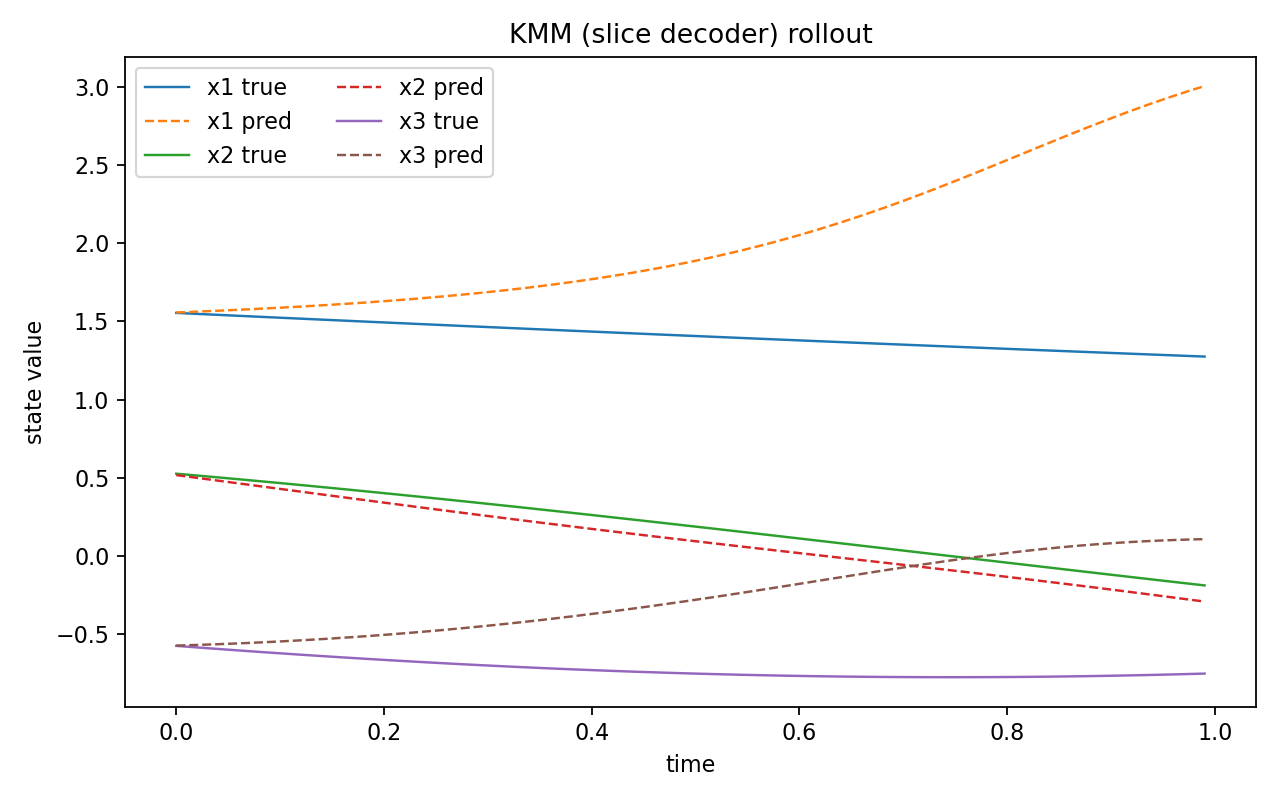 KMM (slice decoder) rollout
x1 true
x1 pred
x2 true
x2 pred
x3 true
x3 pred
state value
3.0
2.5
2.0
1.5
1.0
0.5
0.0
−0.5
0.0 0.2 0.4 0.6 0.8 1.0
time